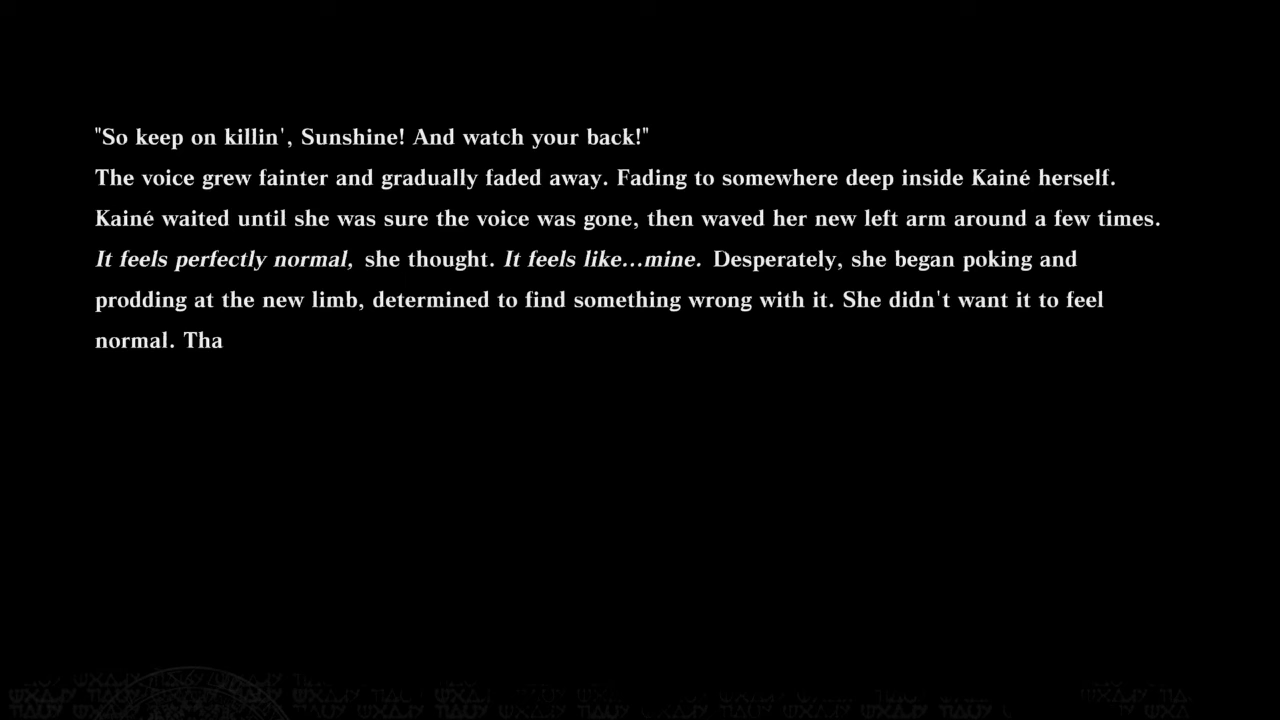 "So keep on killin', Sunshine! And watch your back!"
The voice grew fainter and gradually faded away. Fading to somewhere deep inside Kainé herself.
Kainé waited until she was sure the voice was gone, then waved her new left arm around a few times.
It feels perfectly normal, she thought. It feels like...mine. Desperately, she began poking and
prodding at the new limb, determined to find something wrong with it. She didn't want it to feel
normal. Tha